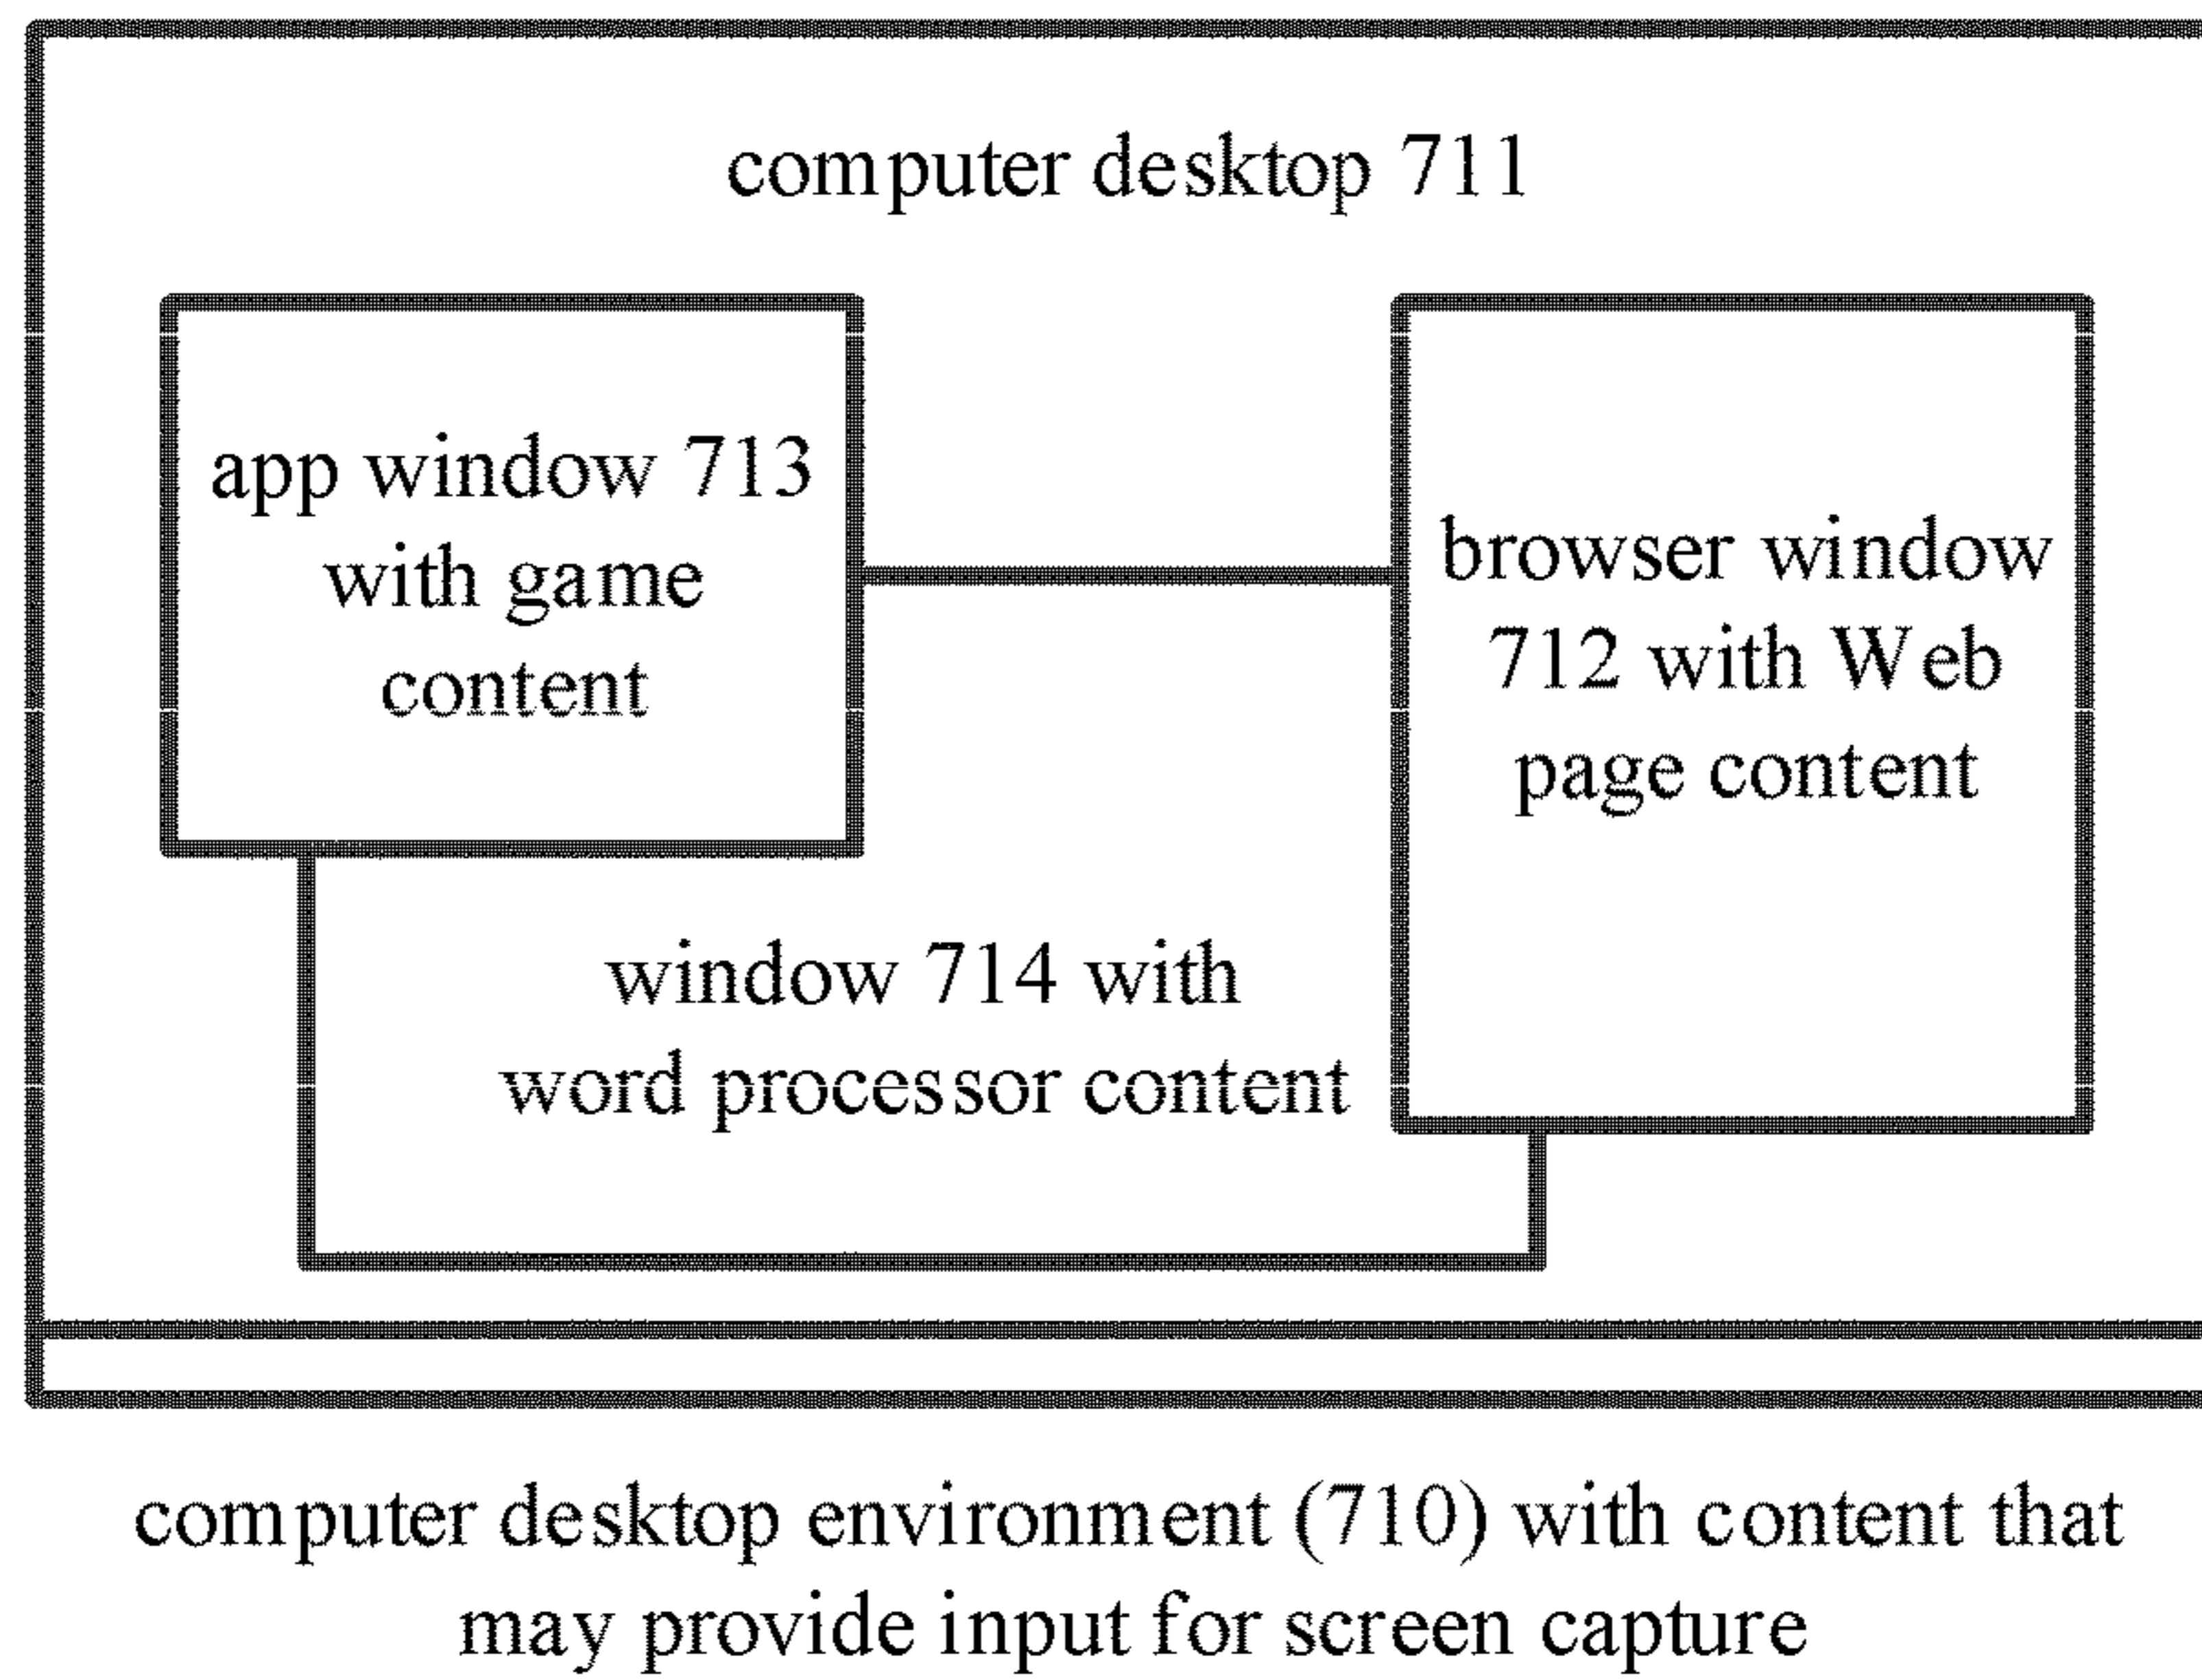 computer desktop 711
app window 713
with game
content
browser window
712 with Web
page content
window 714 with
word processor content
computer desktop environment (710) with content that
may provide input for screen capture